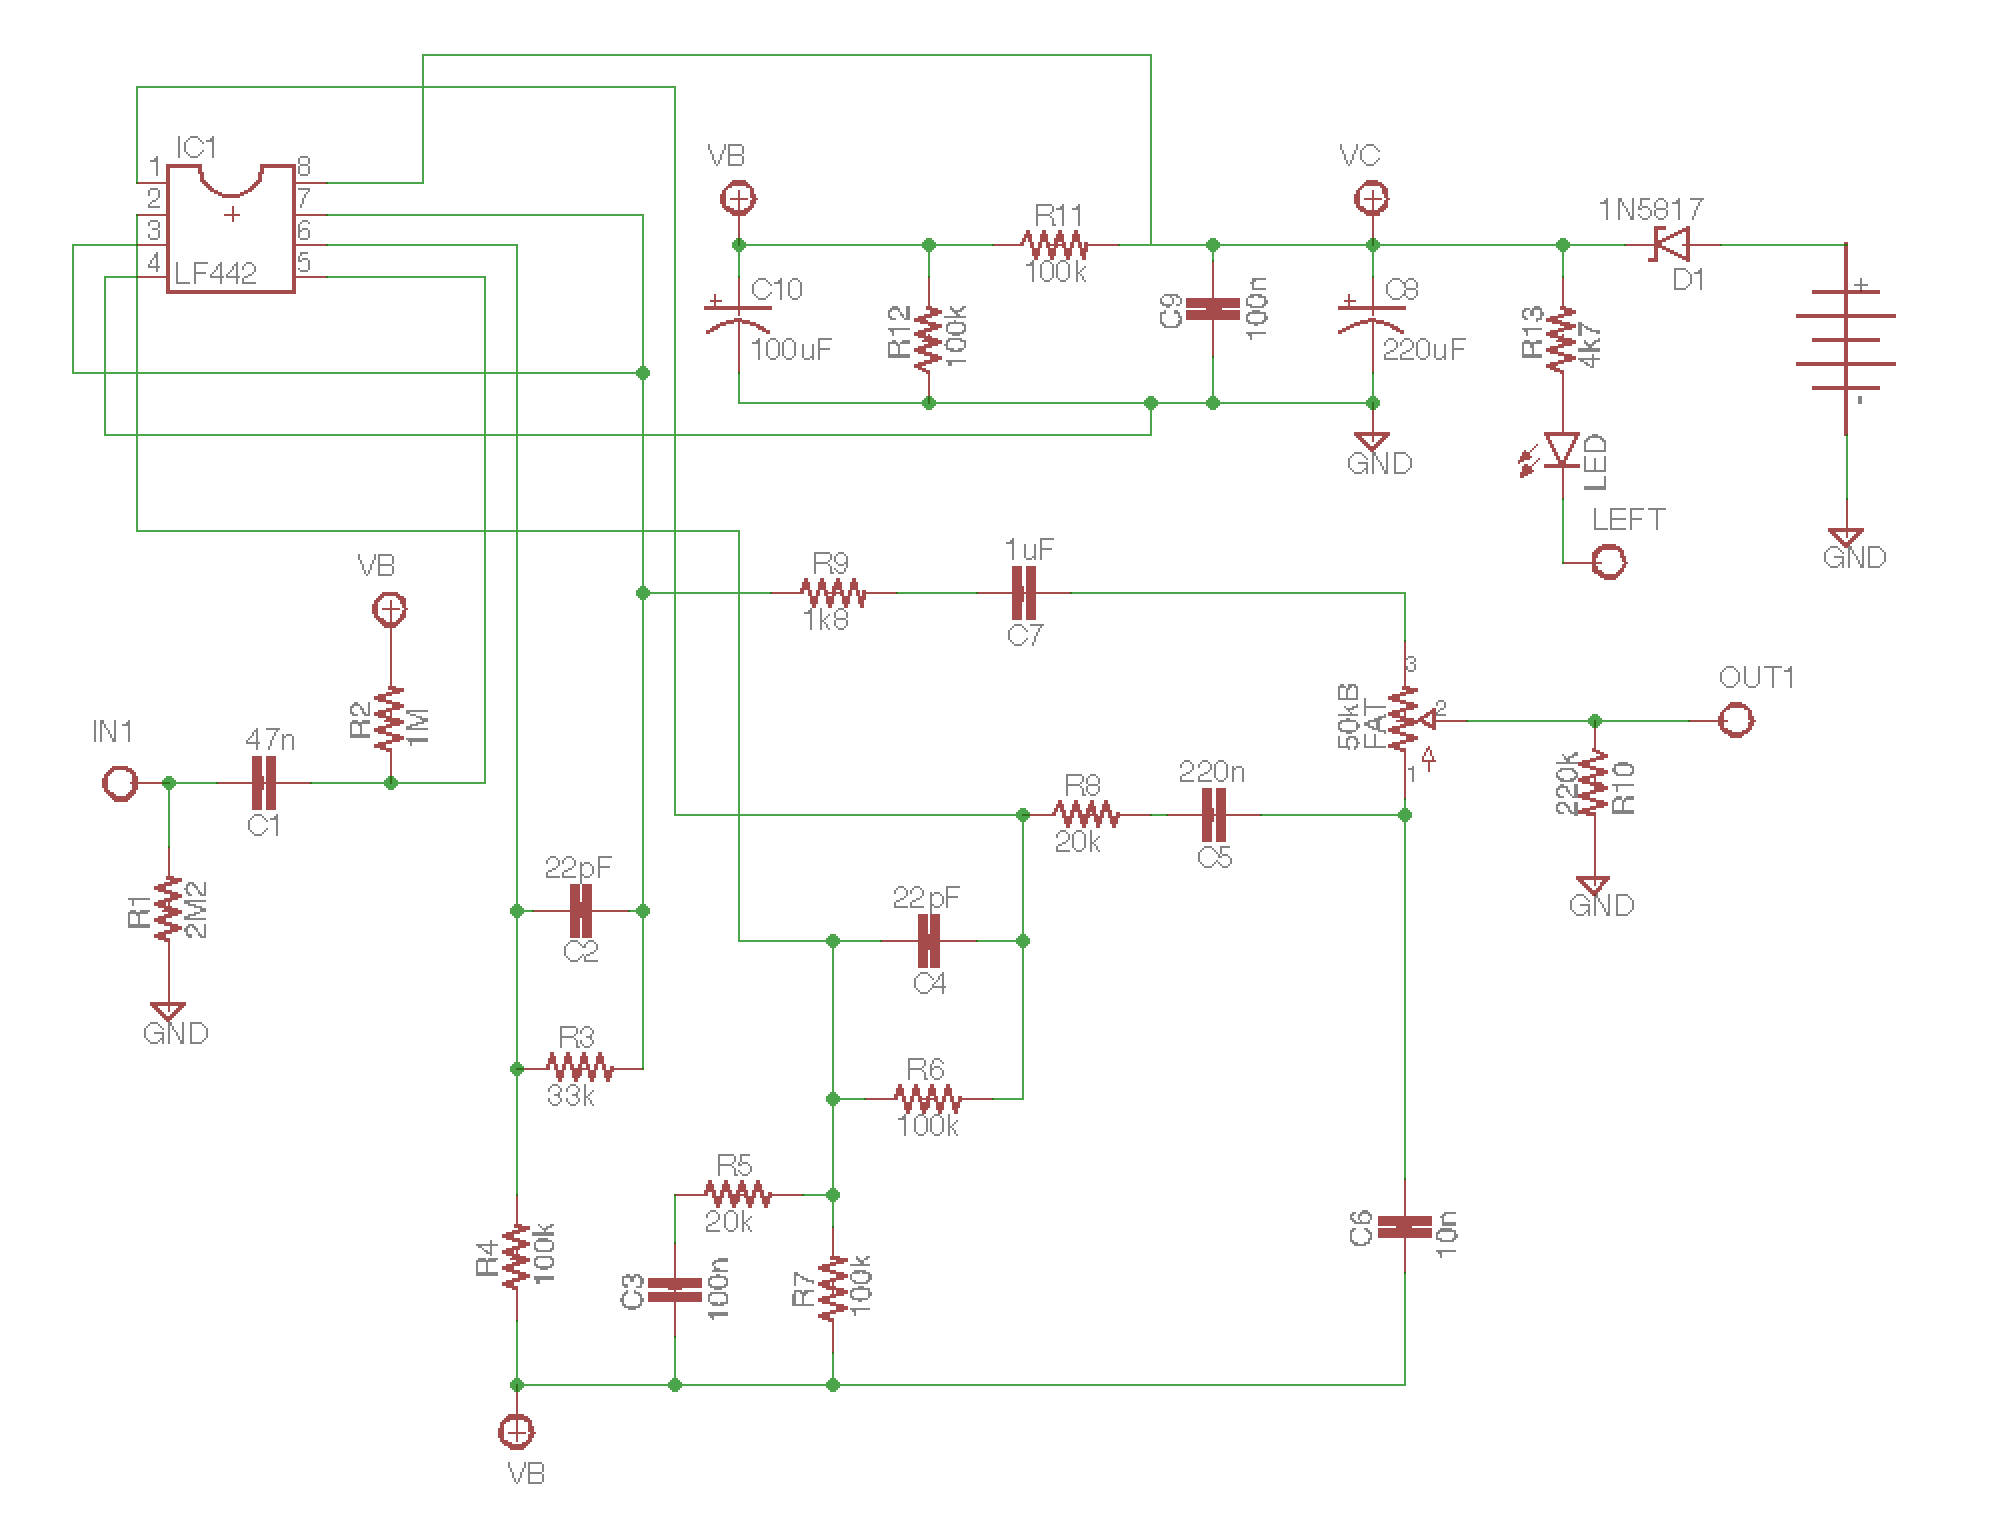 IC1
1
2
3
4
8
7
6
5
LF442
VB
C10
100uF
R12
100k
R11
100k
C9
100n
VC
C8
220uF
GND
1N5817
D1
R13
4k7
LED
LEFT
+
-
GND
VB
R2
1M
IN1
47n
C1
R1
2M2
GND
R9
1k8
1uF
C7
3
50kB
FAT
2
1
OUT1
220k
R10
GND
R8
20k
220n
C5
22pF
C2
22pF
C4
R3
33k
R6
100k
R5
20k
R4
100k
C3
100n
R7
100k
C6
10n
VB